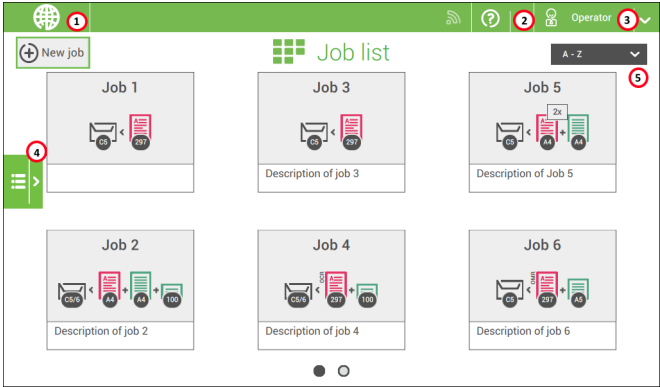 1
?
2
Operator
3
New job
Job list
A - Z
5
Job 1
C5
297
Job 3
C5
297
Description of job 3
Job 5
2x
C5
A4
+
A4
Description of Job 5
4
Job 2
C5/6
A4
+
A4
+
100
Description of job 2
Job 4
OCR
C5/6
297
+
100
Description of job 4
Job 6
OMR
C5
297
+
A5
Description of job 6